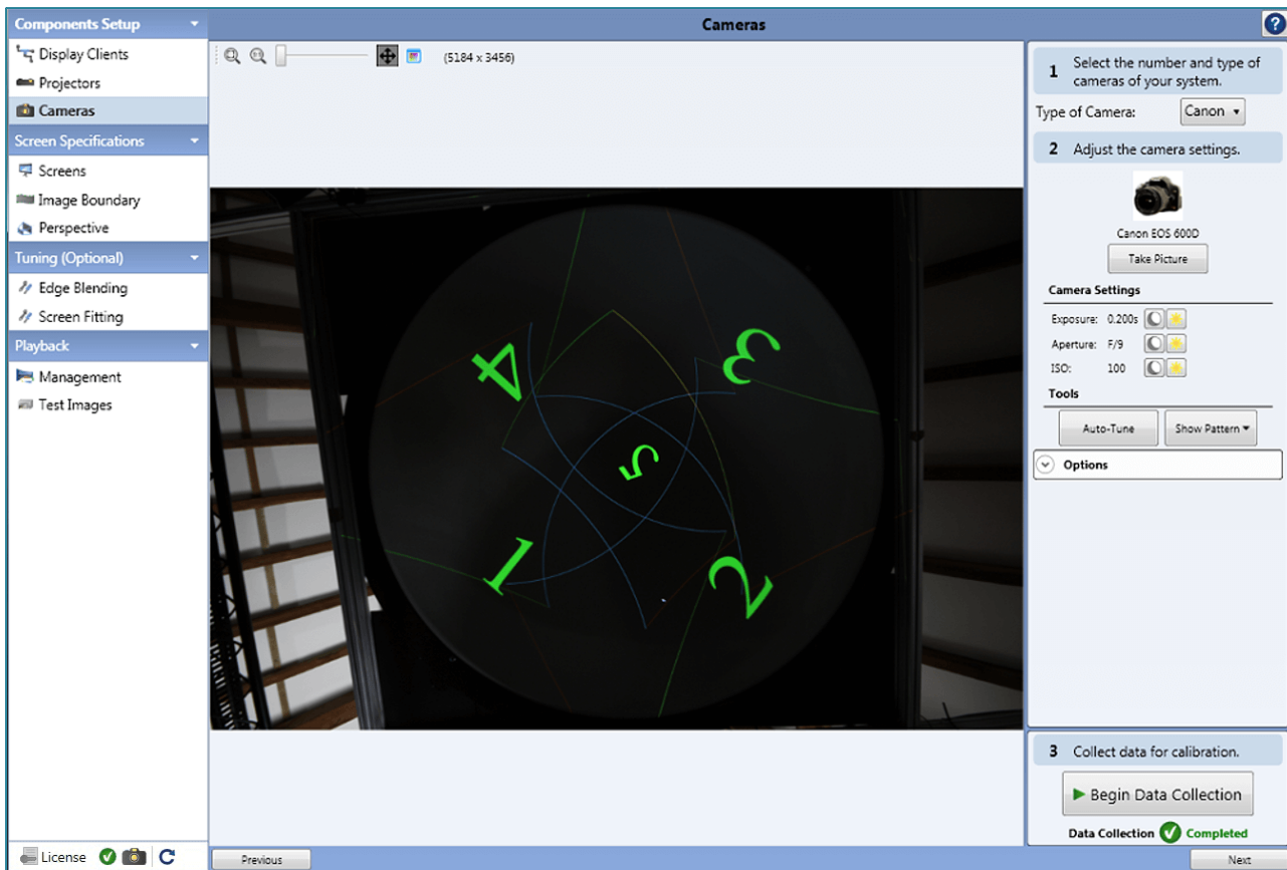 Components Setup
Display Clients
Projectors
Cameras
Screen Specifications
Screens
Image Boundary
Perspective
Tuning (Optional)
Edge Blending
Screen Fitting
Playback
Management
Test Images
License
Cameras
?
(5184 x 3456)
4
3
5
1
2
Previous
1 Select the number and type of
cameras of your system.
Type of Camera: Canon
2 Adjust the camera settings.
Canon EOS 600D
Take Picture
Camera Settings
Exposure: 0.200s
Aperture: F/9
ISO: 100
Tools
Auto-Tune Show Pattern
Options
3 Collect data for calibration.
Begin Data Collection
Data Collection Completed
Next